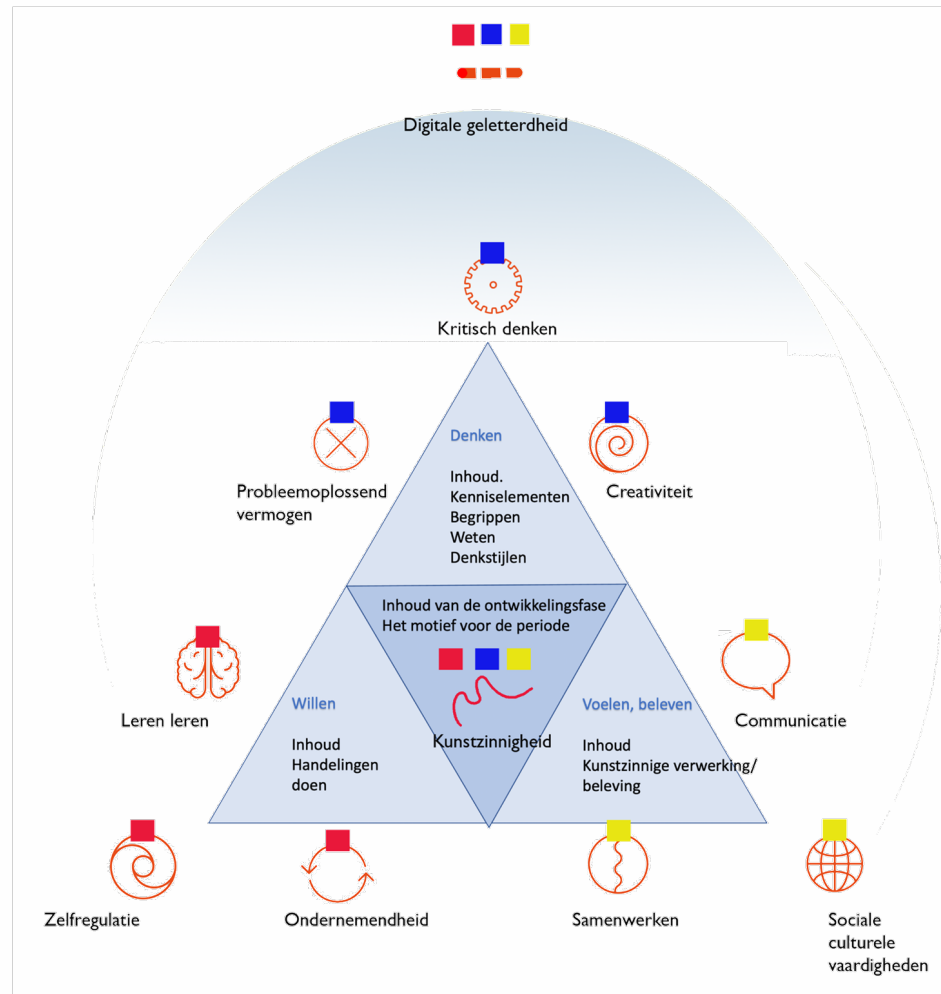 Digitale geletterdheid
Kritisch denken
Denken
Inhoud.
Kenniselementen
Begrippen
Weten
Denkstijlen
Probleemoplossend
vermogen
Creativiteit
Inhoud van de ontwikkelingsfase
Het motief voor de periode
Kunstzinnigheid
Leren leren
Willen
Inhoud
Handelingen
doen
Voelen, beleven
Inhoud
Kunstzinnige verwerking/
beleving
Communicatie
Zelfregulatie
Ondernemendheid
Samenwerken
Sociale
culturele
vaardigheden